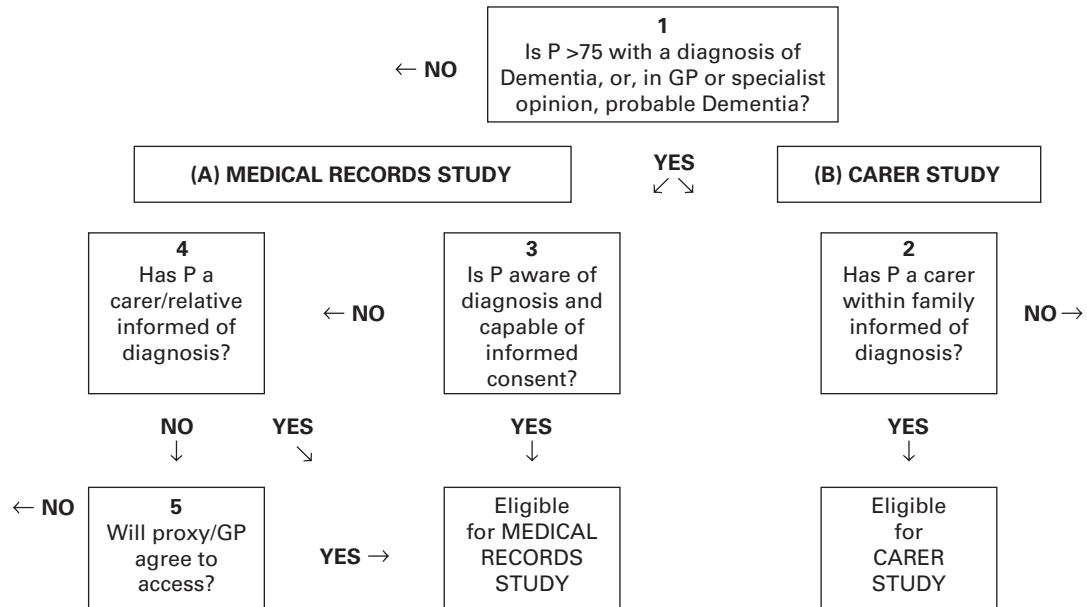 1
Is P >75 with a diagnosis of
Dementia, or, in GP or specialist
opinion, probable Dementia?
← NO
(A) MEDICAL RECORDS STUDY
YES
↙ ↘
(B) CARER STUDY
4
Has P a
carer/relative
informed of
diagnosis?
← NO
3
Is P aware of
diagnosis and
capable of
informed
consent?
2
Has P a carer
within family
informed of
diagnosis?
NO →
NO
↓
YES
↘
YES
↓
YES
↓
← NO
5
Will proxy/GP
agree to
access?
YES →
Eligible
for MEDICAL
RECORDS
STUDY
Eligible
for
CARER
STUDY